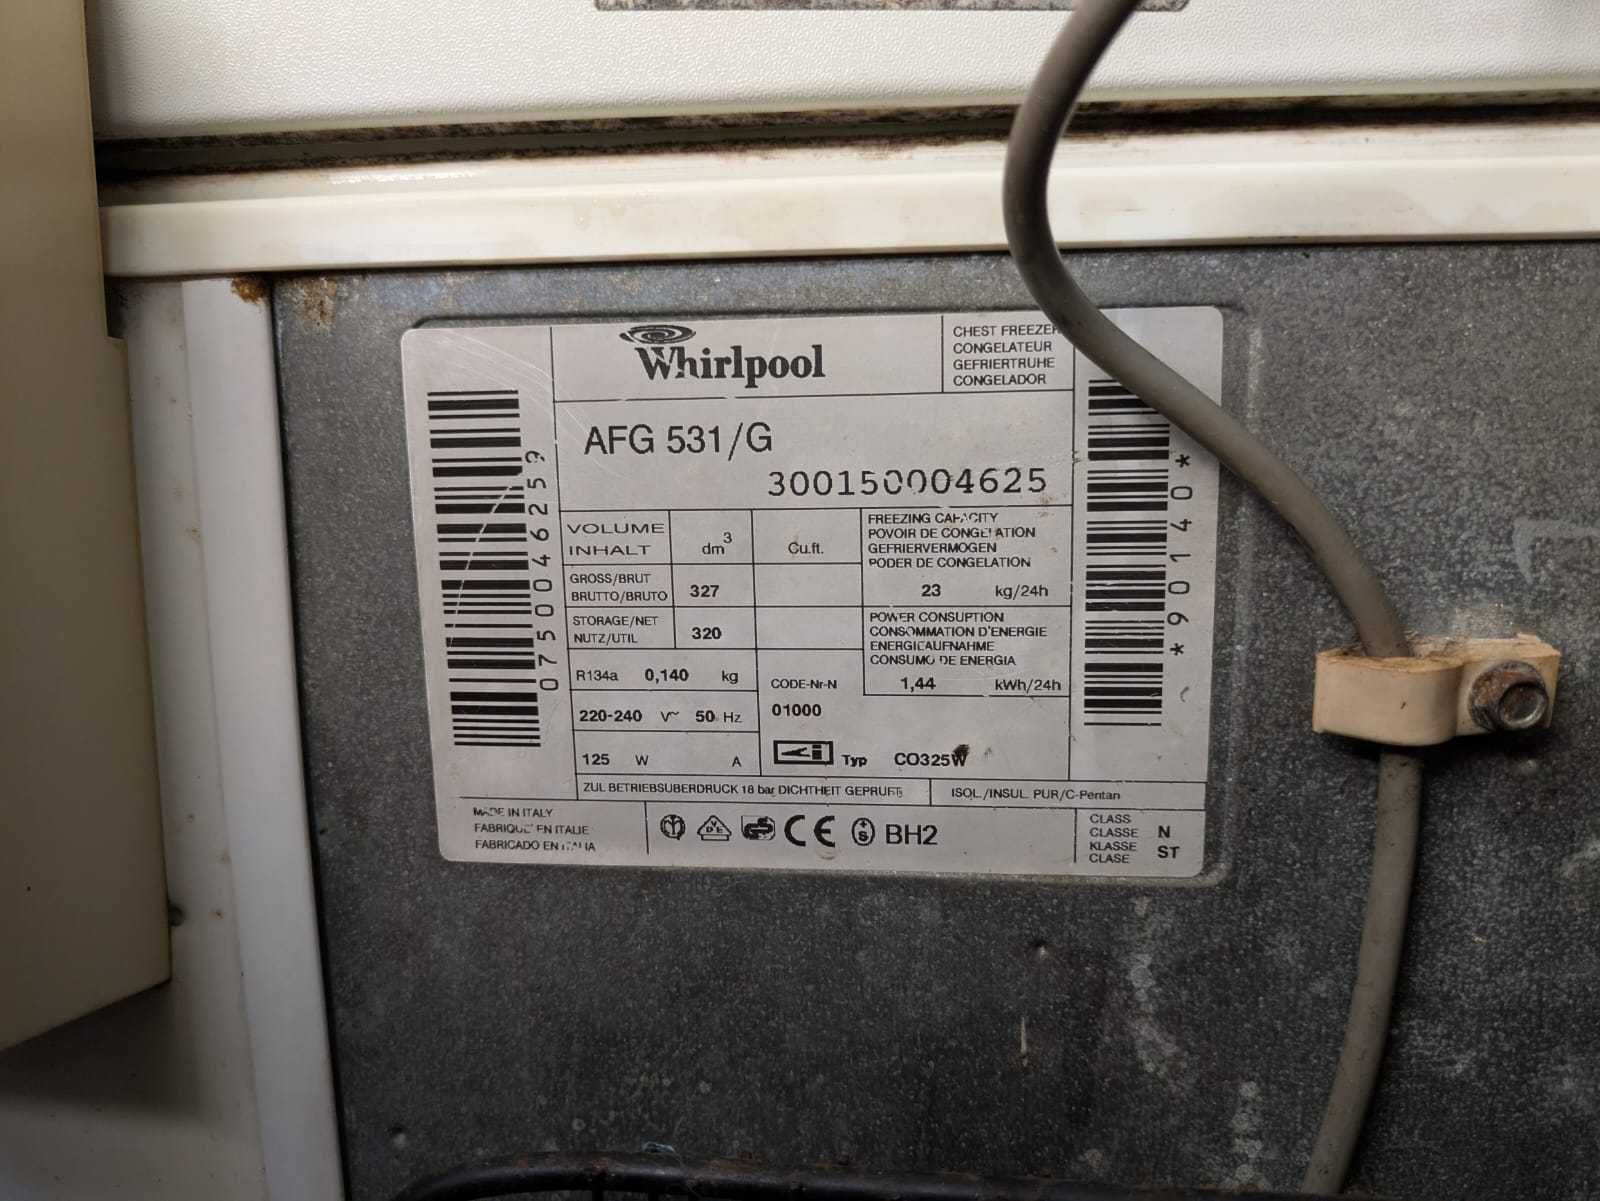 Whirlpool
CHEST FREEZER
CONGELATEUR
GEFRIERTRUHE
CONGELADOR
AFG 531/G
300150004625
0750046259
*90140*
VOLUME
INHALT
dm3
Cu.ft.
FREEZING CAPACITY
POVOIR DE CONGELATION
GEFRIERVERMOGEN
PODER DE CONGELATION
23 kg/24h
GROSS/BRUT
BRUTTO/BRUTO
327
STORAGE/NET
NUTZ/UTIL
320
POWER CONSUPTION
CONSOMMATION D'ENERGIE
ENERGIEAUFNAHME
CONSUMO DE ENERGIA
1,44 kWh/24h
R134a 0,140 kg
CODE-Nr-N
01000
220-240 V~ 50 Hz
125 W A
Typ CO325W
ZUL BETRIEBSUBERDRUCK 18 bar DICHTHEIT GEPRUFT
ISOL./INSUL. PUR/C-Pentan
MADE IN ITALY
FABRIQUE EN ITALIE
FABRICADO EN ITALIA
VDE
GS
CE
+S
BH2
CLASS
CLASSE N
KLASSE
CLASE ST